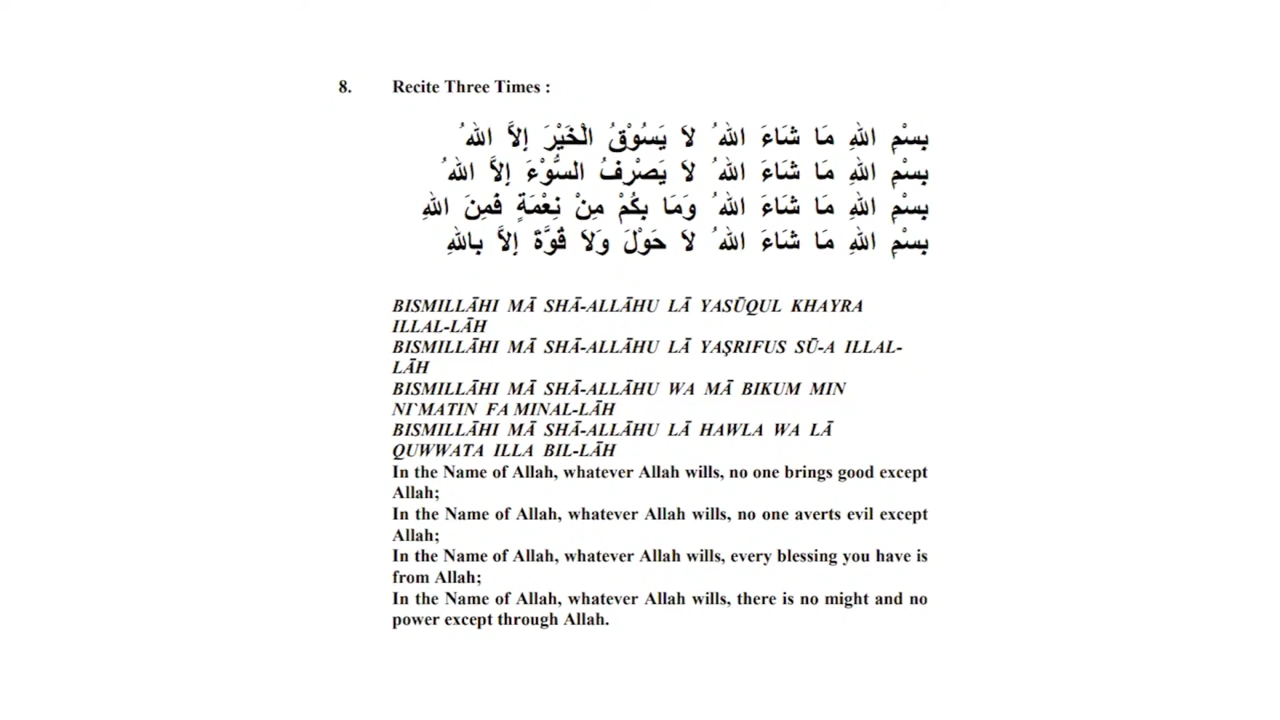 8. Recite Three Times :
بِسْمِ اللهِ مَا شَاءَ اللهُ لاَ يَسُوْقُ الْخَيْرَ إِلاَّ اللهُ
بِسْمِ اللهِ مَا شَاءَ اللهُ لاَ يَصْرِفُ السُّوْءَ إِلاَّ اللهُ
بِسْمِ اللهِ مَا شَاءَ اللهُ وَمَا بِكُمْ مِنْ نِعْمَةٍ فَمِنَ اللهِ
بِسْمِ اللهِ مَا شَاءَ اللهُ لاَ حَوْلَ وَلاَ قُوَّةَ إِلاَّ بِاللهِ
BISMILLĀHI MĀ SHĀ-ALLĀHU LĀ YASŪQUL KHAYRA
ILLAL-LĀH
BISMILLĀHI MĀ SHĀ-ALLĀHU LĀ YAŞRIFUS SŪ-A ILLAL-
LĀH
BISMILLĀHI MĀ SHĀ-ALLĀHU WA MĀ BIKUM MIN
NI`MATIN FA MINAL-LĀH
BISMILLĀHI MĀ SHĀ-ALLĀHU LĀ HAWLA WA LĀ
QUWWATA ILLA BIL-LĀH
In the Name of Allah, whatever Allah wills, no one brings good except
Allah;
In the Name of Allah, whatever Allah wills, no one averts evil except
Allah;
In the Name of Allah, whatever Allah wills, every blessing you have is
from Allah;
In the Name of Allah, whatever Allah wills, there is no might and no
power except through Allah.